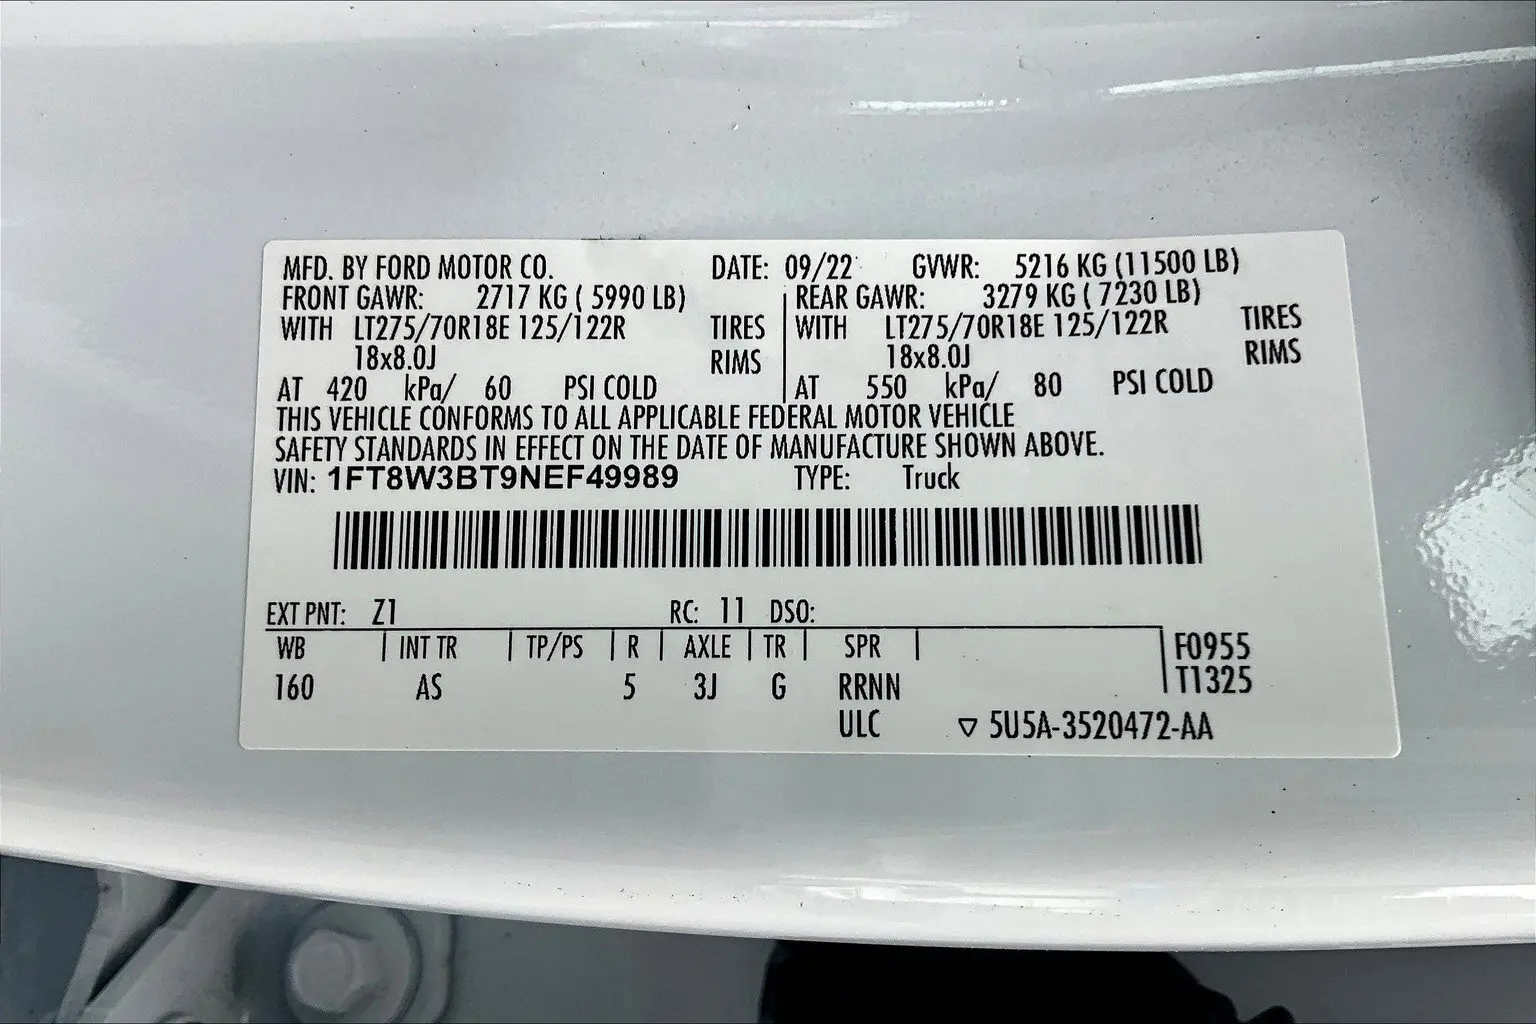 MFD. BY FORD MOTOR CO. DATE: 09/22 GVWR: 5216 KG (11500 LB)
FRONT GAWR: 2717 KG ( 5990 LB) REAR GAWR: 3279 KG ( 7230 LB)
WITH LT275/70R18E 125/122R TIRES WITH LT275/70R18E 125/122R TIRES
18x8.0J RIMS 18x8.0J RIMS
AT 420 kPa/ 60 PSI COLD AT 550 kPa/ 80 PSI COLD
THIS VEHICLE CONFORMS TO ALL APPLICABLE FEDERAL MOTOR VEHICLE
SAFETY STANDARDS IN EFFECT ON THE DATE OF MANUFACTURE SHOWN ABOVE.
VIN: 1FT8W3BT9NEF49989 TYPE: Truck
EXT PNT: Z1 RC: 11 DSO:
WB INT TR TP/PS R AXLE TR SPR F0955
160 AS 5 3J G RRNN T1325
ULC ▽ 5U5A-3520472-AA